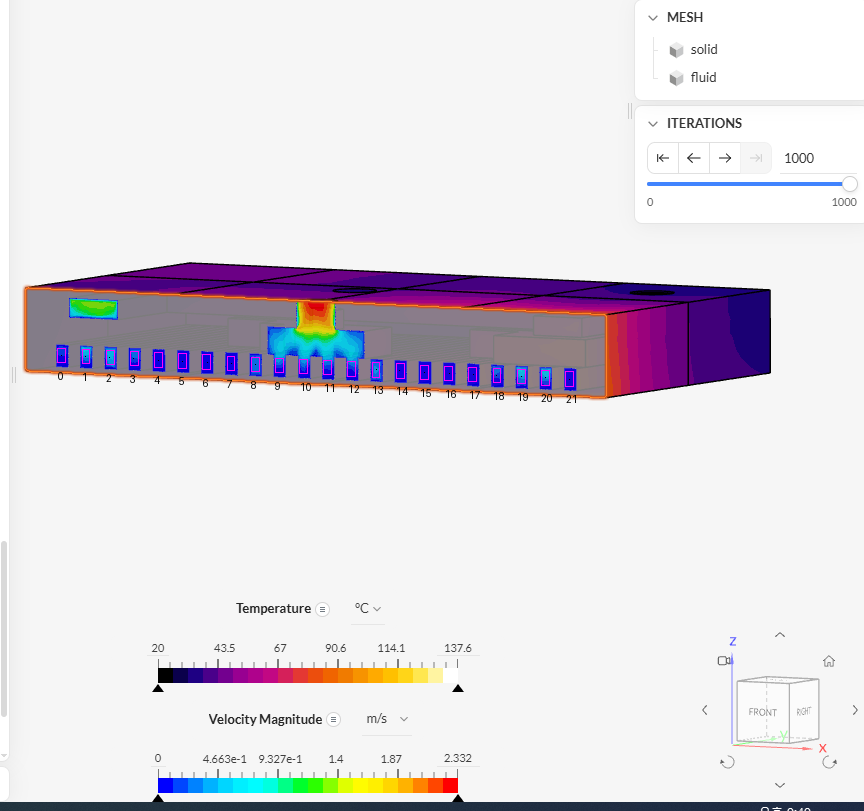 MESH
solid
fluid
ITERATIONS
1000
0 1000
0 1 2 3 4 5 6 7 8 9 10 11 12 13 14 15 16 17 18 19 20 21
Temperature °C
20 43.5 67 90.6 114.1 137.6
Velocity Magnitude m/s
0 4.663e-1 9.327e-1 1.4 1.87 2.332
Z
FRONT
RIGHT
Y
X